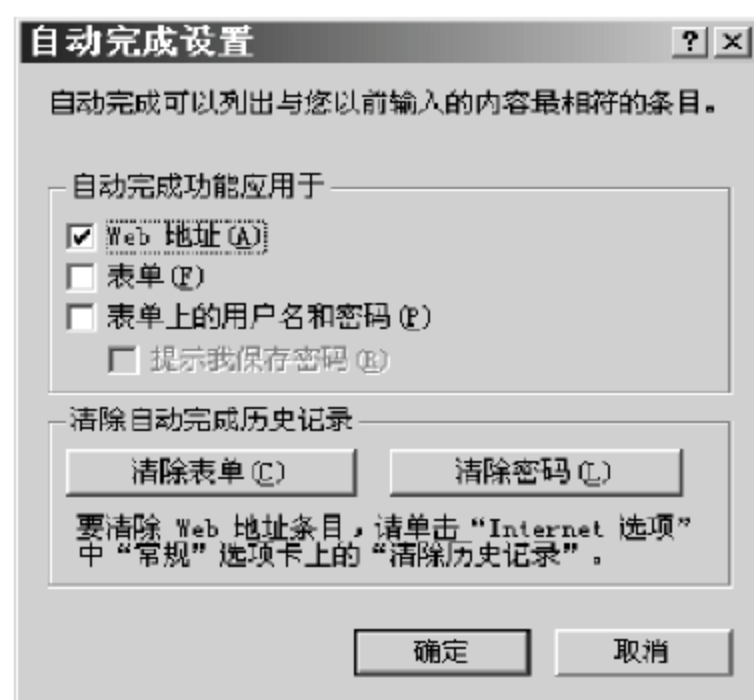 自动完成设置
自动完成可以列出与您以前输入的内容最相符的条目。
自动完成功能应用于
Web 地址(A)
表单(F)
表单上的用户名和密码(P)
提示我保存密码(R)
清除自动完成历史记录
清除表单(C)
清除密码(L)
要清除 Web 地址条目，请单击“Internet 选项”
中“常规”选项卡上的“清除历史记录”。
确定
取消